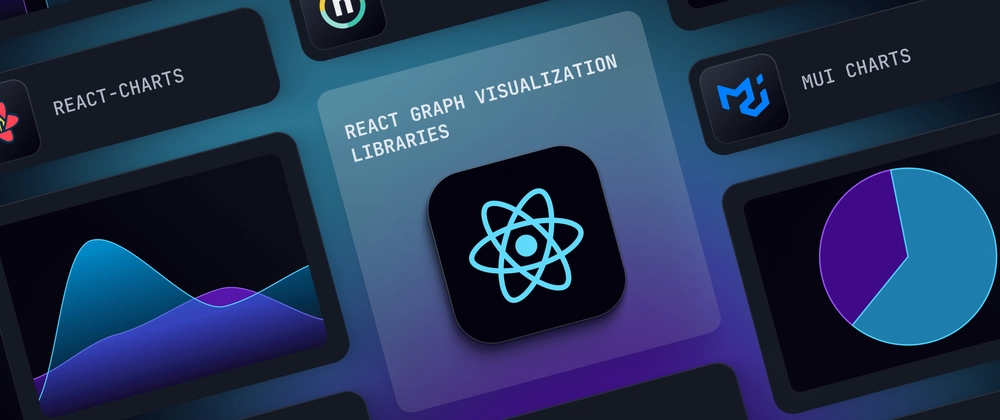 REACT-CHARTS
REACT GRAPH VISUALIZATION
LIBRARIES
MUI CHARTS